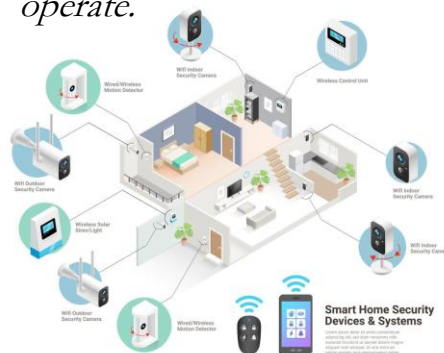 operate.
Wifi Indoor
Security Camera
Wireless Control Unit
Wired/Wireless
Motion Detector
Wifi Outdoor
Security Camera
Wifi Indoor
Security Camera
Wireless Solar
Siren/Light
Wifi Indoor
Security Came
Wifi Outdoor
Security Camera
Wired/Wireless
Motion Detector
Smart Home Security
Devices & Systems